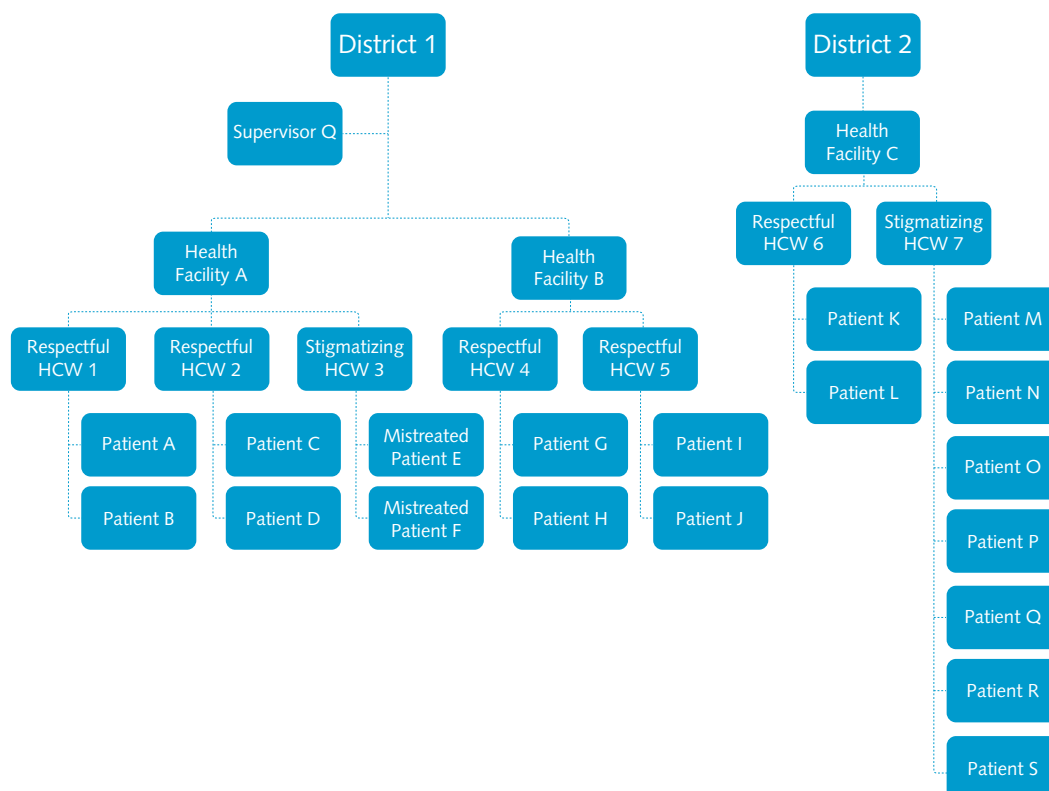 District 1
District 2
Supervisor Q
Health
Facility C
Health
Facility A
Health
Facility B
Respectful
HCW 6
Stigmatizing
HCW 7
Respectful
HCW 1
Respectful
HCW 2
Stigmatizing
HCW 3
Respectful
HCW 4
Respectful
HCW 5
Patient K
Patient M
Patient L
Patient N
Patient A
Patient C
Mistreated
Patient E
Patient G
Patient I
Patient O
Patient B
Patient D
Mistreated
Patient F
Patient H
Patient J
Patient P
Patient Q
Patient R
Patient S